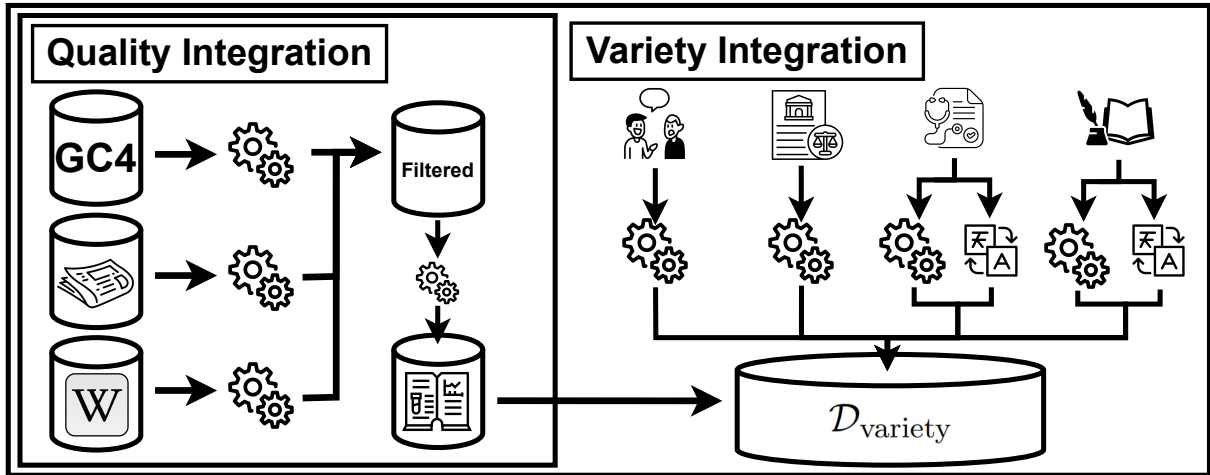 Quality Integration
Variety Integration
GC4
Filtered
W
A
𝒟variety